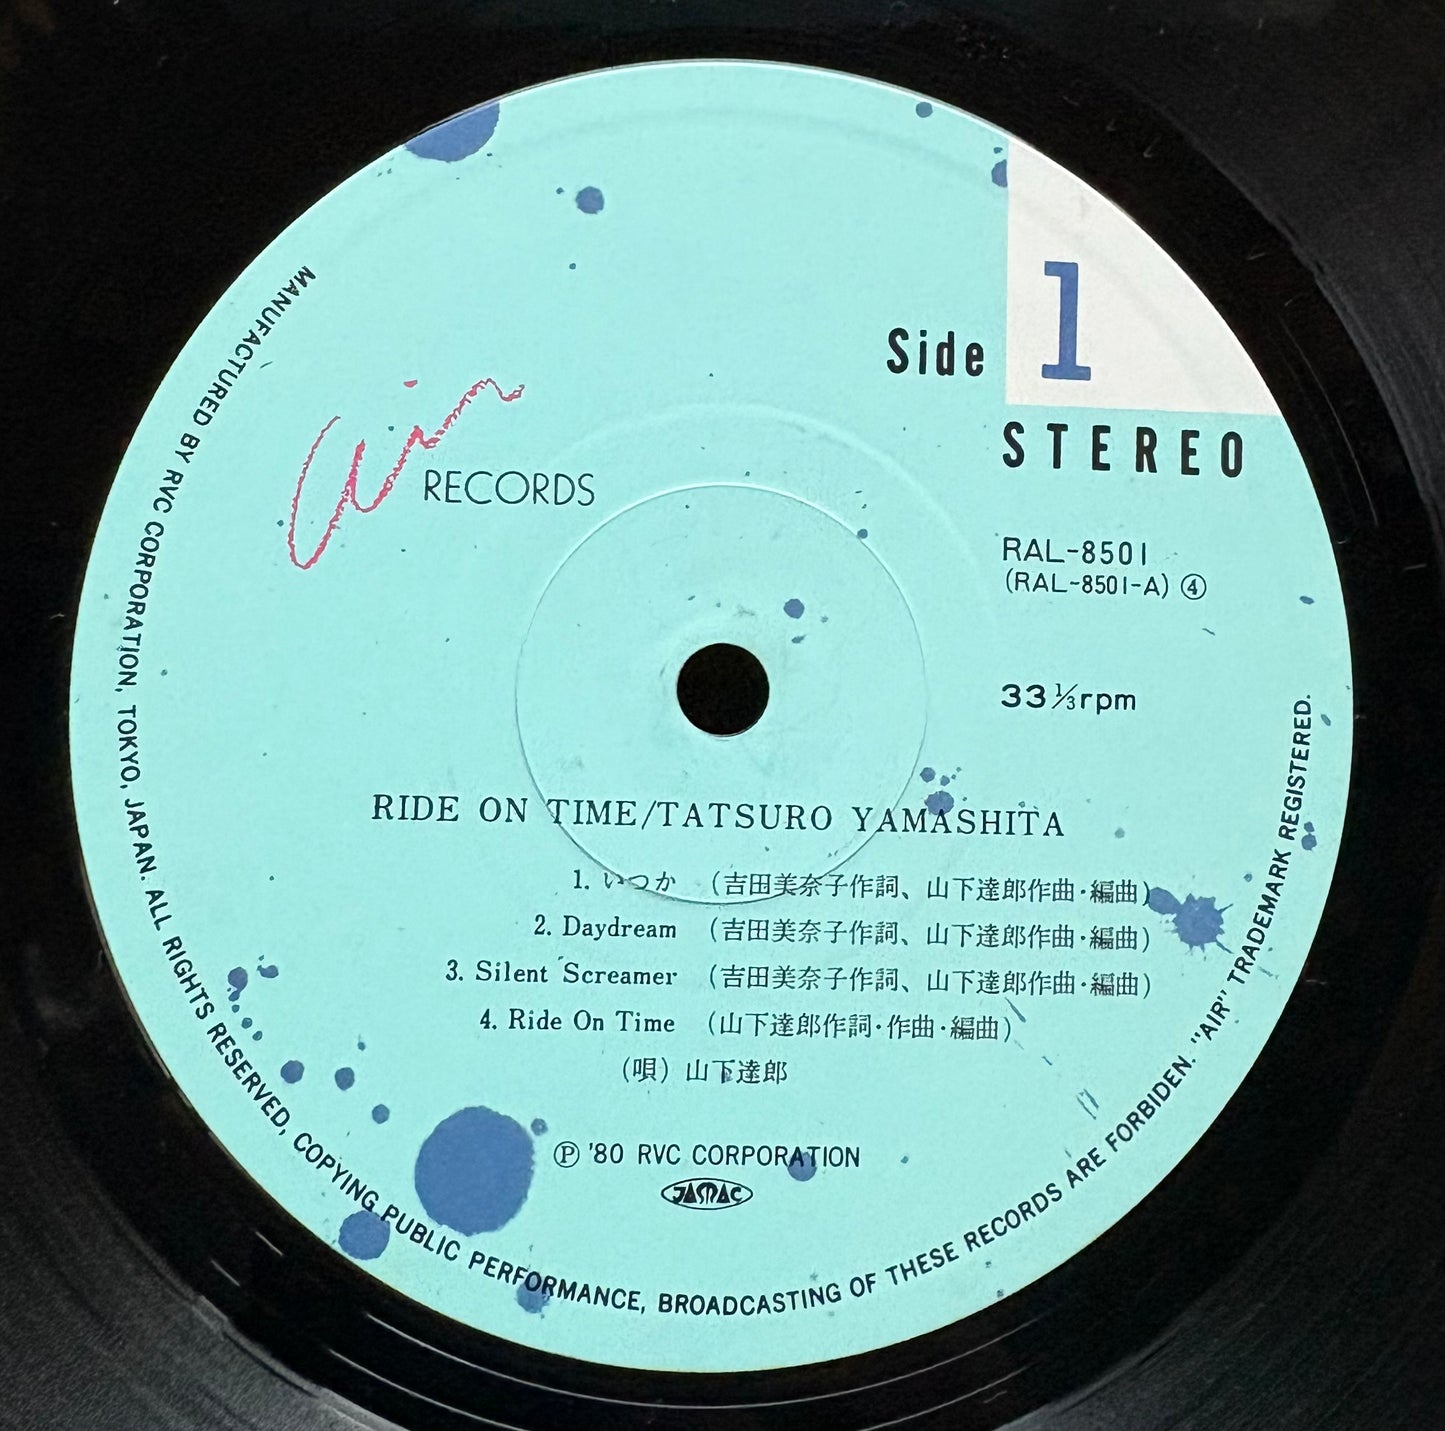 Side 1
STEREO
Air RECORDS
RAL-8501
(RAL-8501-A) ④
33⅓rpm
RIDE ON TIME/TATSURO YAMASHITA
1. いつか （吉田美奈子作詞、山下達郎作曲・編曲）
2. Daydream （吉田美奈子作詞、山下達郎作曲・編曲）
3. Silent Screamer （吉田美奈子作詞、山下達郎作曲・編曲）
4. Ride On Time （山下達郎作詞・作曲・編曲）
（唄）山下達郎
Ⓟ '80 RVC CORPORATION
JASRAC
MANUFACTURED BY RVC CORPORATION, TOKYO, JAPAN. ALL RIGHTS RESERVED, COPYING, PUBLIC PERFORMANCE, BROADCASTING OF THESE RECORDS ARE FORBIDEN. "AIR" TRADEMARK REGISTERED.